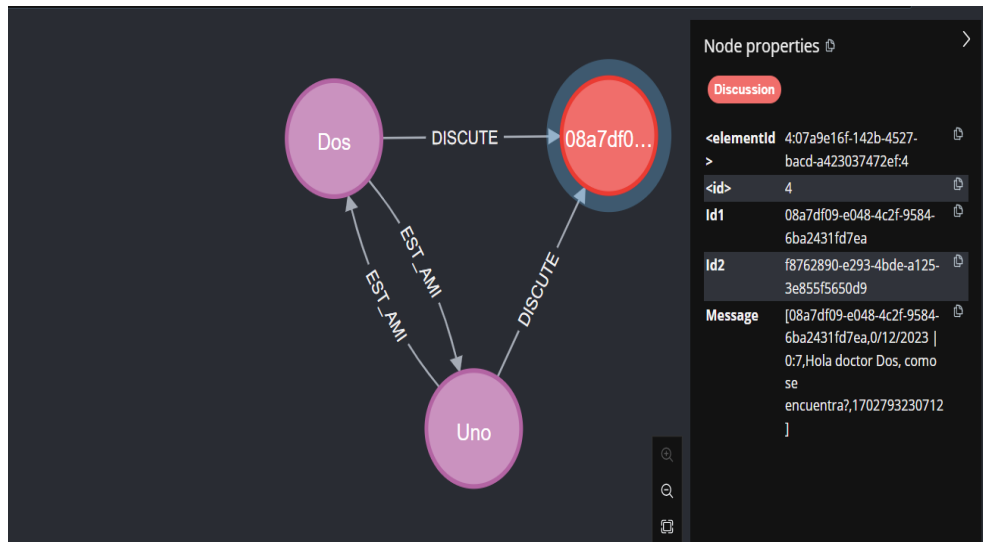 Dos
DISCUTE
08a7df0...
EST_AMI
EST_AMI
DISCUTE
Uno
Node properties
Discussion
<elementId
>
4:07a9e16f-142b-4527-
bacd-a423037472ef:4
<id>
4
Id1
08a7df09-e048-4c2f-9584-
6ba2431fd7ea
Id2
f8762890-e293-4bde-a125-
3e855f5650d9
Message
[08a7df09-e048-4c2f-9584-
6ba2431fd7ea,0/12/2023 |
0:7,Hola doctor Dos, como
se
encuentra?,1702793230712
]